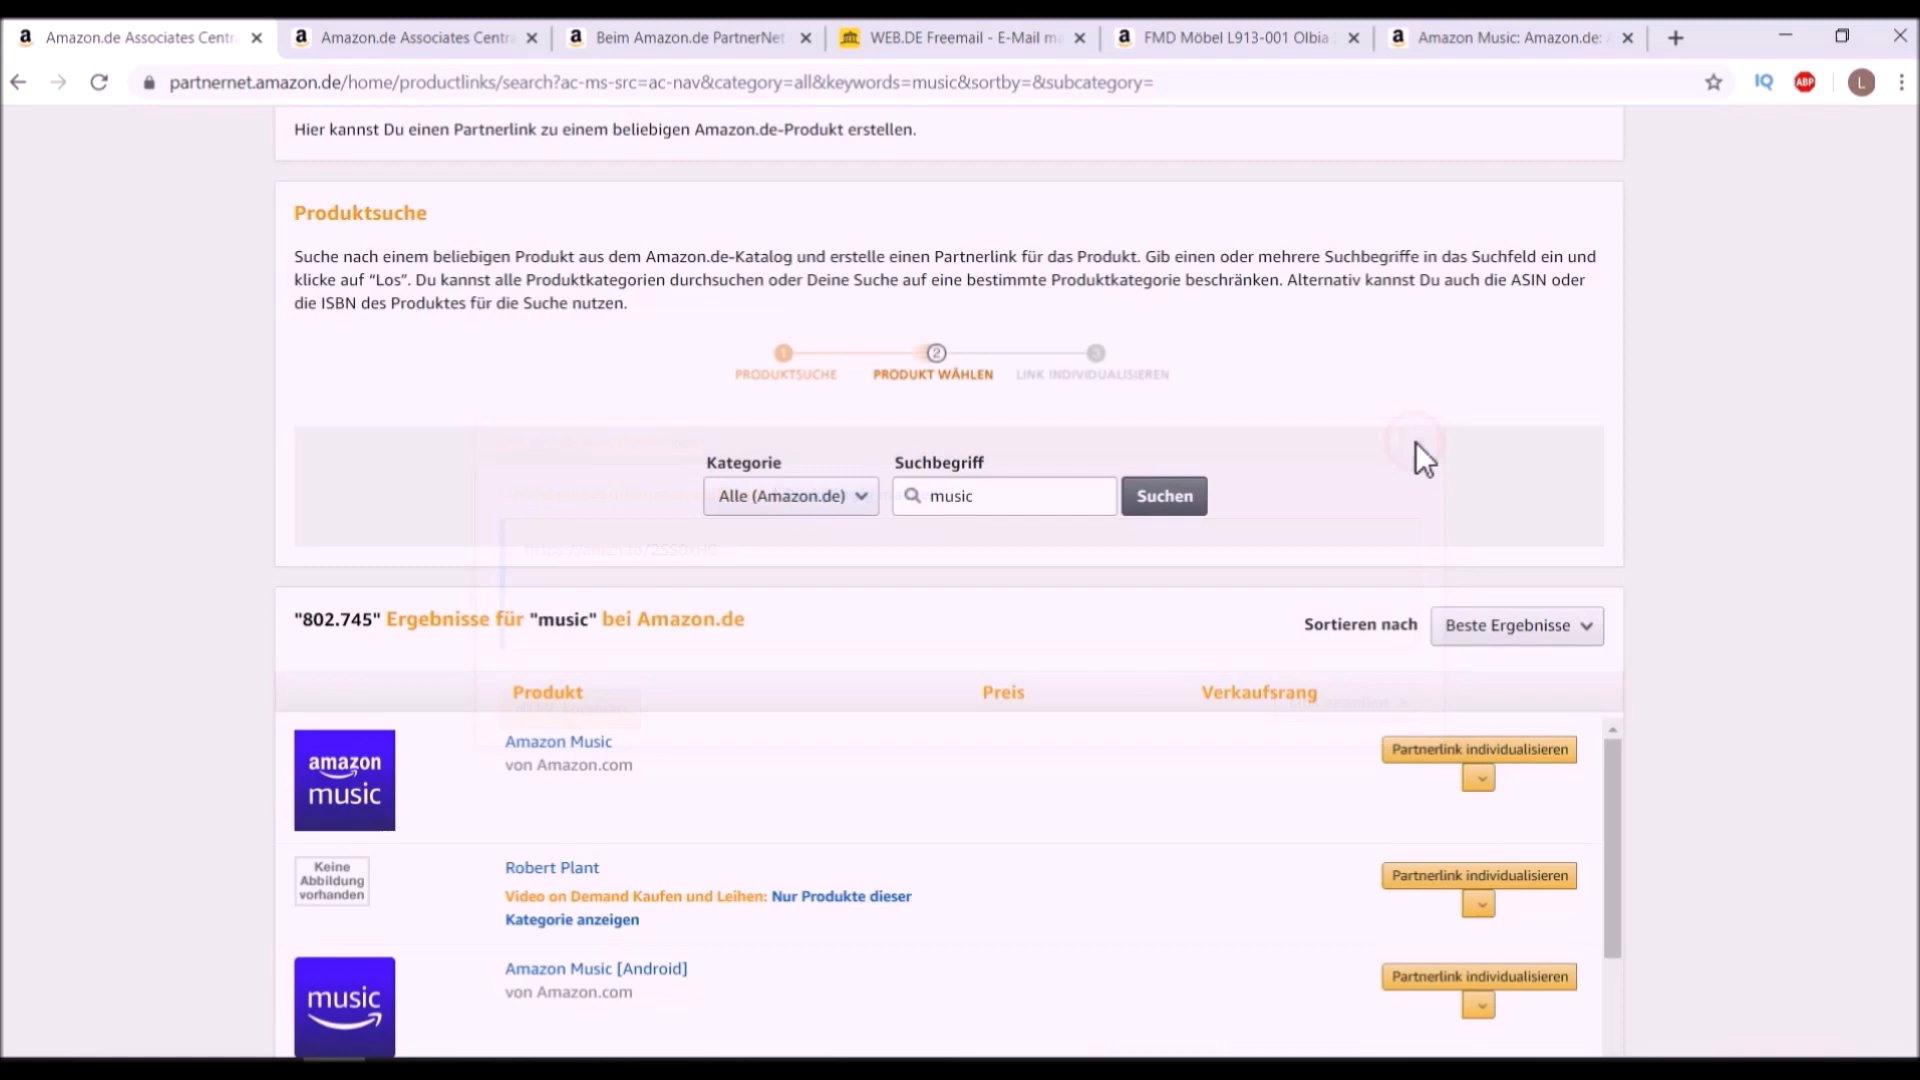 Amazon.de Associates Centr
Amazon.de Associates Centra
Beim Amazon.de PartnerNet
WEB.DE Freemail - E-Mail m
FMD Möbel L913-001 Olbia
Amazon Music: Amazon.de:
partnernet.amazon.de/home/productlinks/search?ac-ms-src=ac-nav&category=all&keywords=music&sortby=&subcategory=
IQ
ABP
L
Hier kannst Du einen Partnerlink zu einem beliebigen Amazon.de-Produkt erstellen.
Produktsuche
Suche nach einem beliebigen Produkt aus dem Amazon.de-Katalog und erstelle einen Partnerlink für das Produkt. Gib einen oder mehrere Suchbegriffe in das Suchfeld ein und
klicke auf “Los”. Du kannst alle Produktkategorien durchsuchen oder Deine Suche auf eine bestimmte Produktkategorie beschränken. Alternativ kannst Du auch die ASIN oder
die ISBN des Produktes für die Suche nutzen.
1 2 3
PRODUKTSUCHE PRODUKT WÄHLEN LINK INDIVIDUALISIEREN
Kategorie Suchbegriff
Alle (Amazon.de) music Suchen
"802.745" Ergebnisse für "music" bei Amazon.de
Sortieren nach Beste Ergebnisse
Produkt Preis Verkaufsrang
amazon
music
Amazon Music
von Amazon.com
Partnerlink individualisieren
Keine
Abbildung
vorhanden
Robert Plant
Video on Demand Kaufen und Leihen: Nur Produkte dieser
Kategorie anzeigen
Partnerlink individualisieren
music
Amazon Music [Android]
von Amazon.com
Partnerlink individualisieren